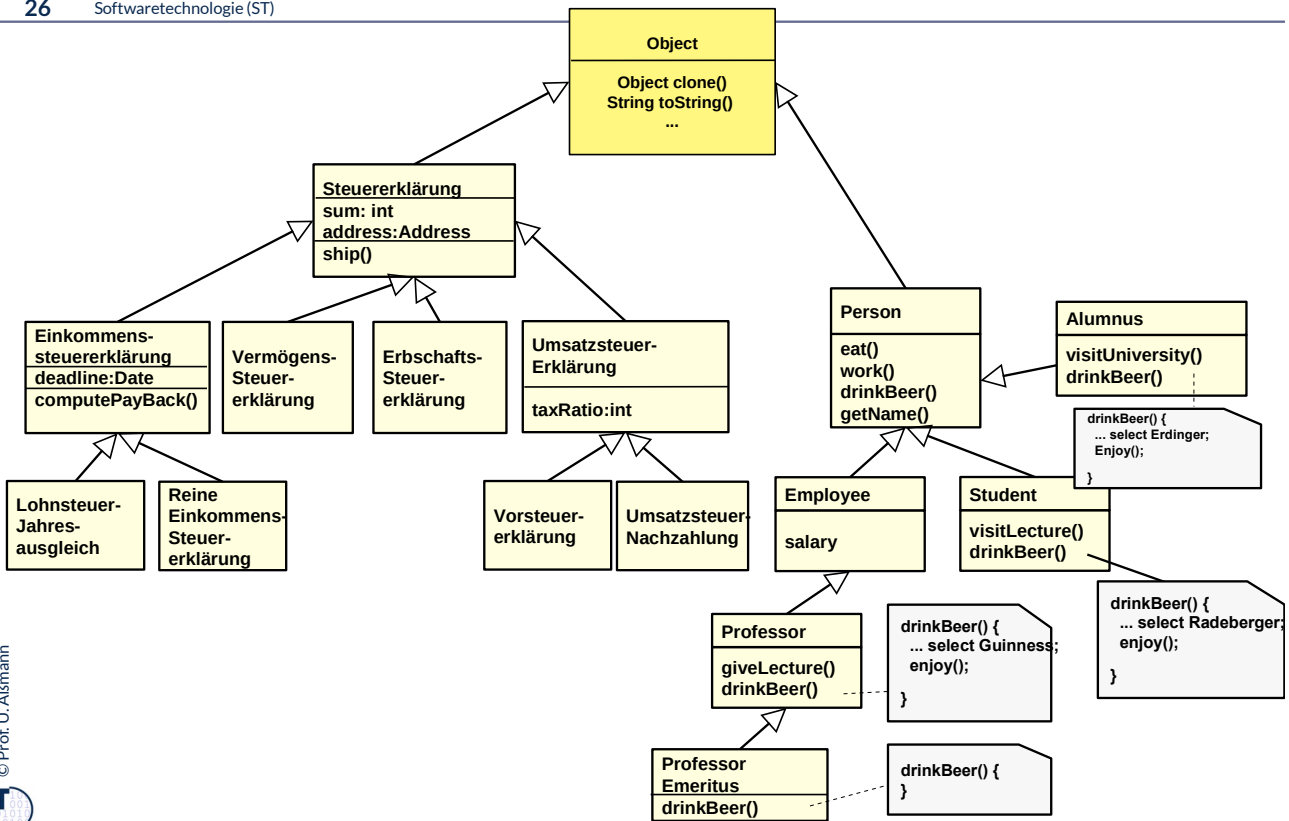 26 Softwaretechnologie (ST)
Object
Object clone()
String toString()
...
Steuererklärung
sum: int
address:Address
ship()
Einkommens-
steuererklärung
deadline:Date
computePayBack()
Vermögens-
Steuer-
erklärung
Erbschafts-
Steuer-
erklärung
Umsatzsteuer-
Erklärung
taxRatio:int
Person
eat()
work()
drinkBeer()
getName()
Alumnus
visitUniversity()
drinkBeer()
drinkBeer() {
... select Erdinger;
Enjoy();
}
Lohnsteuer-
Jahres-
ausgleich
Reine
Einkommens-
Steuer-
erklärung
Vorsteuer-
erklärung
Umsatzsteuer-
Nachzahlung
Employee
salary
Student
visitLecture()
drinkBeer()
drinkBeer() {
... select Radeberger;
enjoy();
}
Professor
giveLecture()
drinkBeer()
drinkBeer() {
... select Guinness;
enjoy();
}
Professor
Emeritus
drinkBeer()
drinkBeer() {
}
© Prof. U. Aßmann